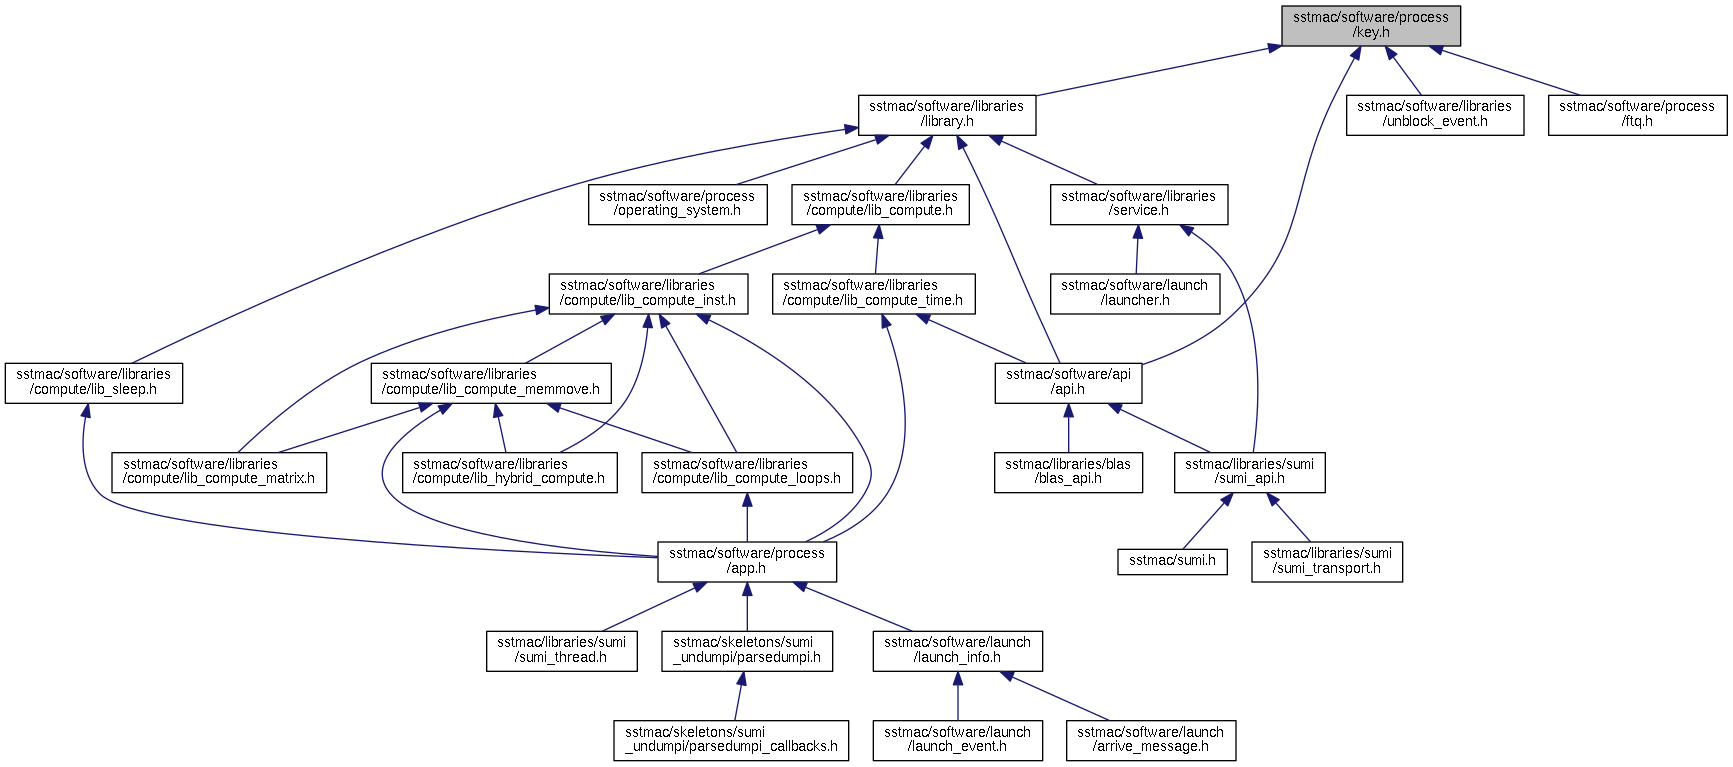 sstmac/software/process
/key.h
sstmac/software/libraries
/library.h
sstmac/software/libraries
/unblock_event.h
sstmac/software/process
/ftq.h
sstmac/software/process
/operating_system.h
sstmac/software/libraries
/compute/lib_compute.h
sstmac/software/libraries
/service.h
sstmac/software/libraries
/compute/lib_compute_inst.h
sstmac/software/libraries
/compute/lib_compute_time.h
sstmac/software/launch
/launcher.h
sstmac/software/libraries
/compute/lib_sleep.h
sstmac/software/libraries
/compute/lib_compute_memmove.h
sstmac/software/api
/api.h
sstmac/software/libraries
/compute/lib_compute_matrix.h
sstmac/software/libraries
/compute/lib_hybrid_compute.h
sstmac/software/libraries
/compute/lib_compute_loops.h
sstmac/libraries/blas
/blas_api.h
sstmac/libraries/sumi
/sumi_api.h
sstmac/software/process
/app.h
sstmac/sumi.h
sstmac/libraries/sumi
/sumi_transport.h
sstmac/libraries/sumi
/sumi_thread.h
sstmac/skeletons/sumi
_undumpi/parsedumpi.h
sstmac/software/launch
/launch_info.h
sstmac/skeletons/sumi
_undumpi/parsedumpi_callbacks.h
sstmac/software/launch
/launch_event.h
sstmac/software/launch
/arrive_message.h